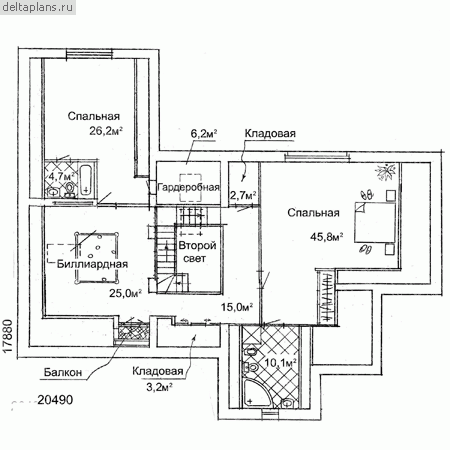 deltaplans.ru
Спальная
26,2м²
6,2м²
Кладовая
4,7м²
Гардеробная
2,7м²
Спальная
45,8м²
Второй
свет
Биллиардная
25,0м²
15,0м²
17880
Балкон
Кладовая
3,2м²
10,1м²
20490